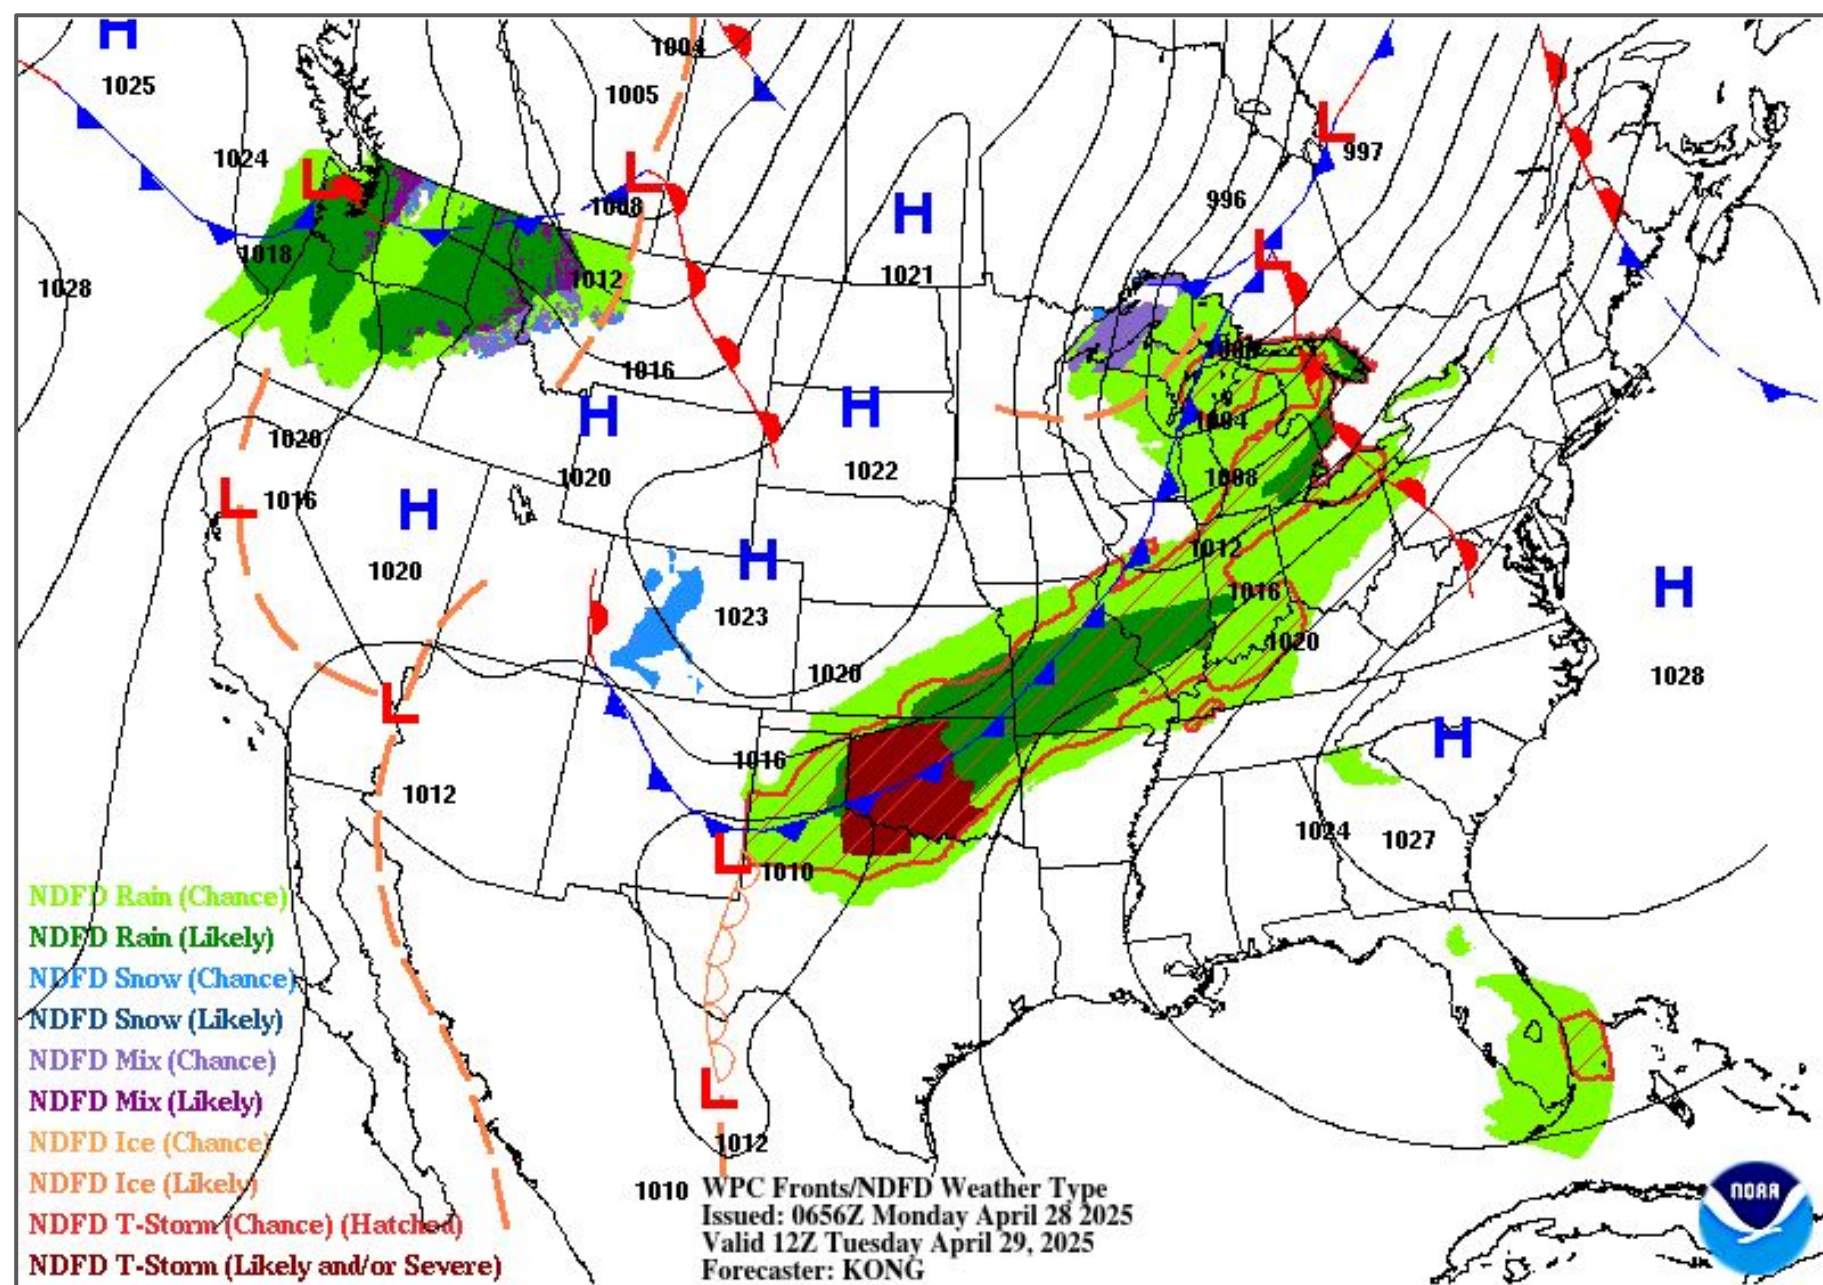 H
1025
1004
1005
L
997
1024
L
L
1008
996
H
1018
1012
1021
L
1028
1016
H
H
1020
1020
1022
1004
1008
L
1016
H
1020
H
1023
1012
1016
1020
H
1028
1020
L
1012
1016
H
1024
1027
L
1010
L
1012
1010
NDFD Rain (Chance)
NDFD Rain (Likely)
NDFD Snow (Chance)
NDFD Snow (Likely)
NDFD Mix (Chance)
NDFD Mix (Likely)
NDFD Ice (Chance)
NDFD Ice (Likely)
NDFD T-Storm (Chance) (Hatched)
NDFD T-Storm (Likely and/or Severe)
WPC Fronts/NDFD Weather Type
Issued: 0656Z Monday April 28 2025
Valid 12Z Tuesday April 29, 2025
Forecaster: KONG
NOAA